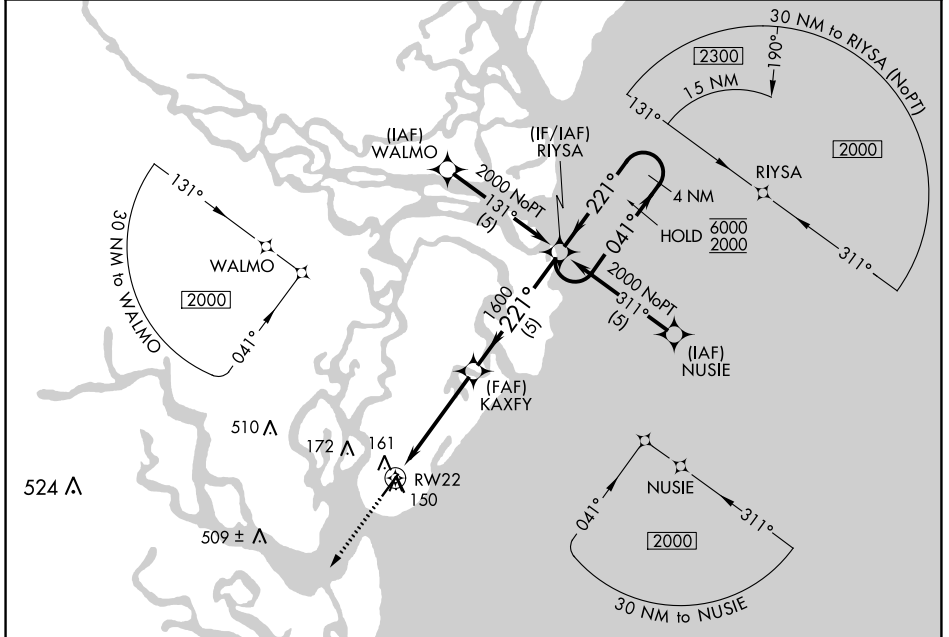 30 NM to RIYSA (NoPT)
2300
190°
15 NM
131°
2000
RIYSA
311°
(IAF)
WALMO
(IF/IAF)
RIYSA
2000 NoPT
131°
(5)
221°
041°
4 NM
HOLD
6000
2000
2000 NoPT
311°
(5)
(IAF)
NUSIE
131°
WALMO
2000
041°
30 NM to WALMO
1600
221°
(5)
(FAF)
KAXFY
510
172
161
RW22
150
524
509 ±
NUSIE
041°
311°
2000
30 NM to NUSIE